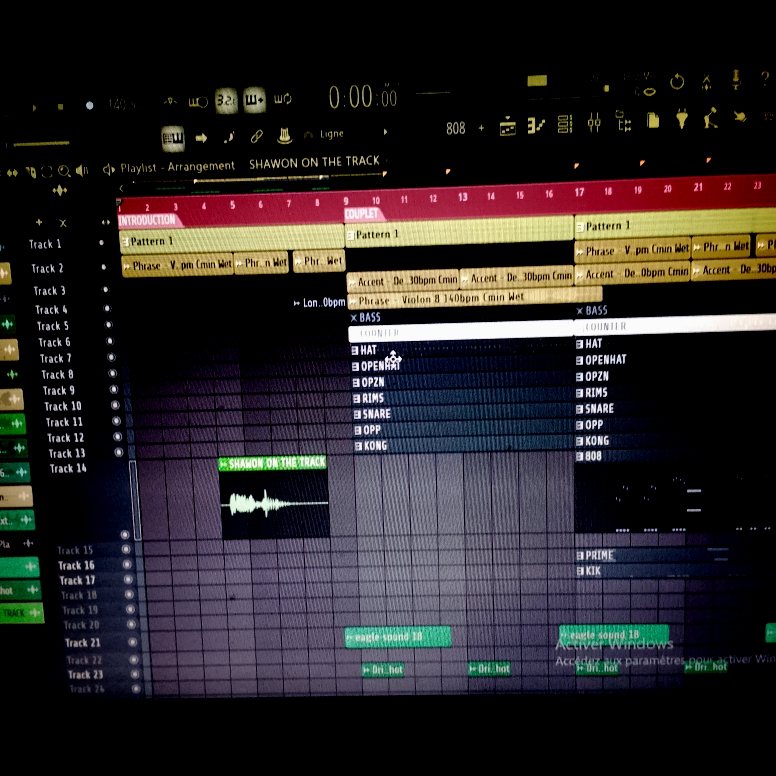 32
0:00:00
Ligne
808 +
Playlist - Arrangement SHAWON ON THE TRACK
2 3 4 5 6 7 8 9 10 11 12 13 14 15 16 17 18 19 20 21 22 23
INTRODUCTION COUPLET
Track 1 Pattern 1 Pattern 1 Pattern 1
Phrase - V..pm Cmin Wet Phr..n Wet
Track 2 Phrase - V..pm Cmin Wet Phr..n Wet Phr.. Wet Accent - De..30bpm Cmin Accent - De..30bpm Cmin Accent - De..0bpm Cmin Accent - De..30
Track 3 Lon..0bpm Phrase - Violon 8 140bpm Cmin Wet
Track 4 BASS BASS
Track 5 COUNTER COUNTER
Track 6 HAT HAT
Track 7 OPENHAT OPENHAT
Track 8 OPZN OPZN
Track 9 RIMS RIMS
Track 10 SNARE SNARE
Track 11 OPP OPP
Track 12 KONG KONG
Track 13 808
Track 14 SHAWON ON THE TRACK
Track 15 PRIME
Track 16 KIK
Track 17
Track 18
Track 19
Track 20
Track 21 eagle sound 18 eagle sound 18
Track 22
Track 23 Dri..hot Dri..hot Dri..hot Dri..hot
Track 24
TRACK
Activer Windows
Accédez aux paramètres pour activer Win